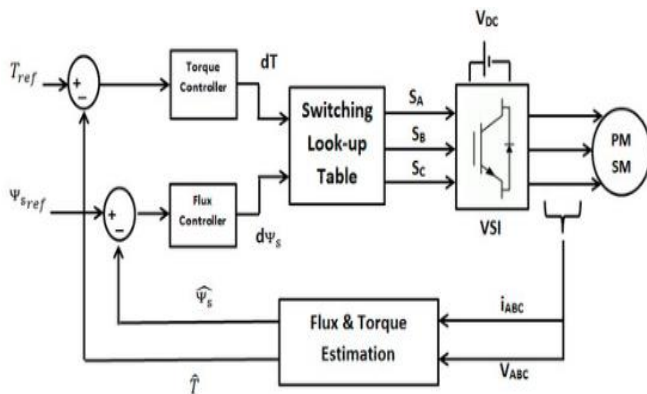 V_DC
T_ref
+
−
Torque
Controller
dT
Switching
Look-up
Table
S_A
S_B
S_C
VSI
PM
SM
Ψ_sref
+
−
Flux
Controller
dΨ_s
Ψ̂_s
T̂
Flux & Torque
Estimation
i_ABC
V_ABC